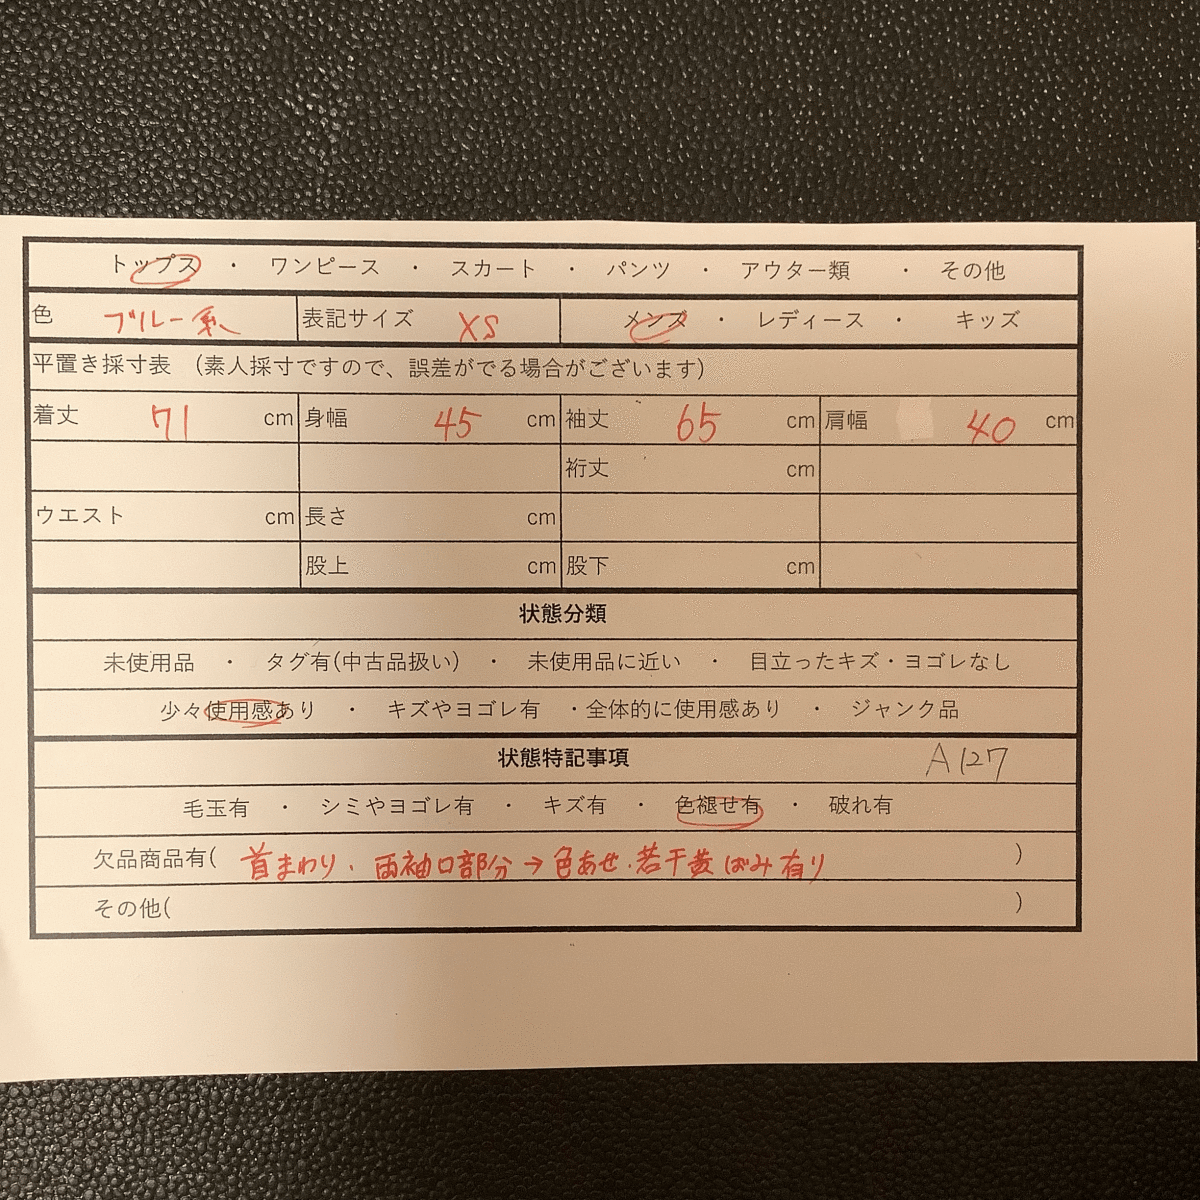 トップス ・ ワンピース ・ スカート ・ パンツ ・ アウター類 ・ その他
色 ブルー系 表記サイズ XS メンズ ・ レディース ・ キッズ
平置き採寸表 (素人採寸ですので、誤差がでる場合がございます)
着丈 71 cm 身幅 45 cm 袖丈 65 cm 肩幅 40 cm
裄丈 cm
ウエスト cm 長さ cm
股上 cm 股下 cm
状態分類
未使用品 ・ タグ有(中古品扱い) ・ 未使用品に近い ・ 目立ったキズ・ヨゴレなし
少々使用感あり ・ キズやヨゴレ有 ・全体的に使用感あり ・ ジャンク品
状態特記事項 A127
毛玉有 ・ シミやヨゴレ有 ・ キズ有 ・ 色褪せ有 ・ 破れ有
欠品商品有( 首まわり、両袖口部分→色あせ・若干黄ばみ有り )
その他( )